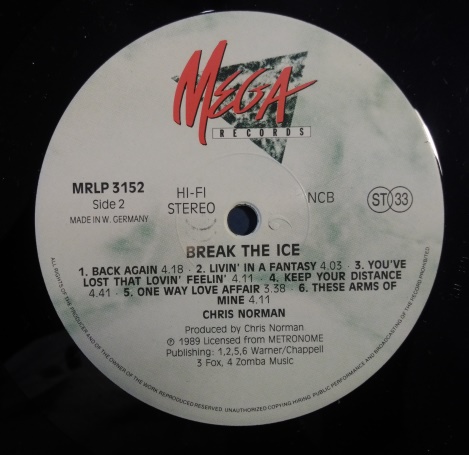 MEGA
RECORDS
MRLP 3152
Side 2
MADE IN W. GERMANY
HI-FI
STEREO
NCB
ST 33
BREAK THE ICE
1. BACK AGAIN 4.18 · 2. LIVIN' IN A FANTASY 4.03 · 3. YOU'VE
LOST THAT LOVIN' FEELIN' 4.11 · 4. KEEP YOUR DISTANCE
4.41 · 5. ONE WAY LOVE AFFAIR 3.38 · 6. THESE ARMS OF
MINE 4.11
CHRIS NORMAN
Produced by Chris Norman
℗ 1989 Licensed from METRONOME
Publishing: 1,2,5,6 Warner/Chappell
3 Fox, 4 Zomba Music
ALL RIGHTS OF THE PRODUCER AND OF THE OWNER OF THE WORK REPRODUCED RESERVED. UNAUTHORIZED COPYING HIRING. PUBLIC PERFORMANCE AND BROADCASTING OF THE RECORD PROHIBITED